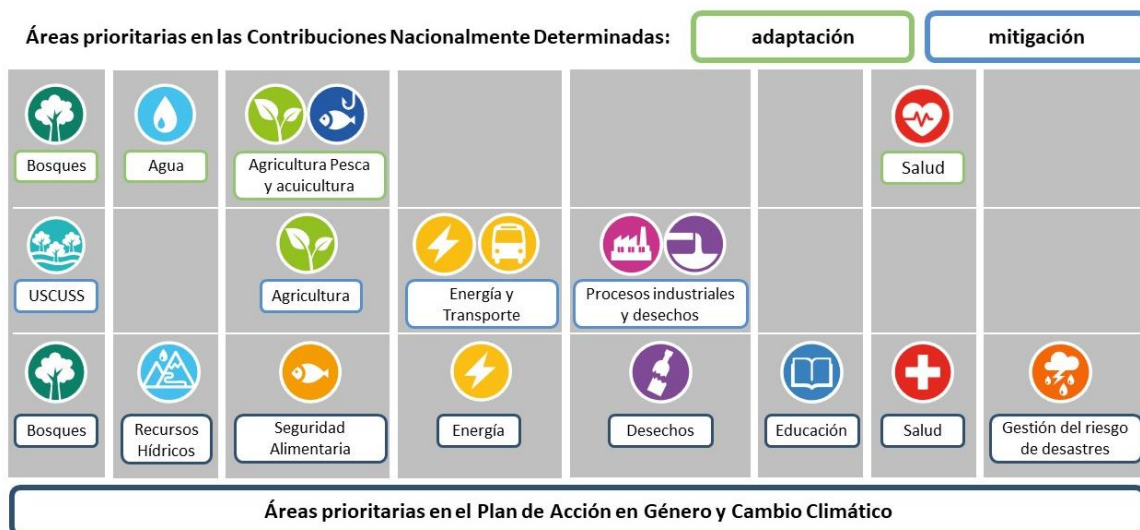 Áreas prioritarias en las Contribuciones Nacionalmente Determinadas:
adaptación
mitigación
Bosques
Agua
Agricultura Pesca
y acuicultura
Salud
USCUSS
Agricultura
Energía y
Transporte
Procesos industriales
y desechos
Bosques
Recursos
Hídricos
Seguridad
Alimentaria
Energía
Desechos
Educación
Salud
Gestión del riesgo
de desastres
Áreas prioritarias en el Plan de Acción en Género y Cambio Climático